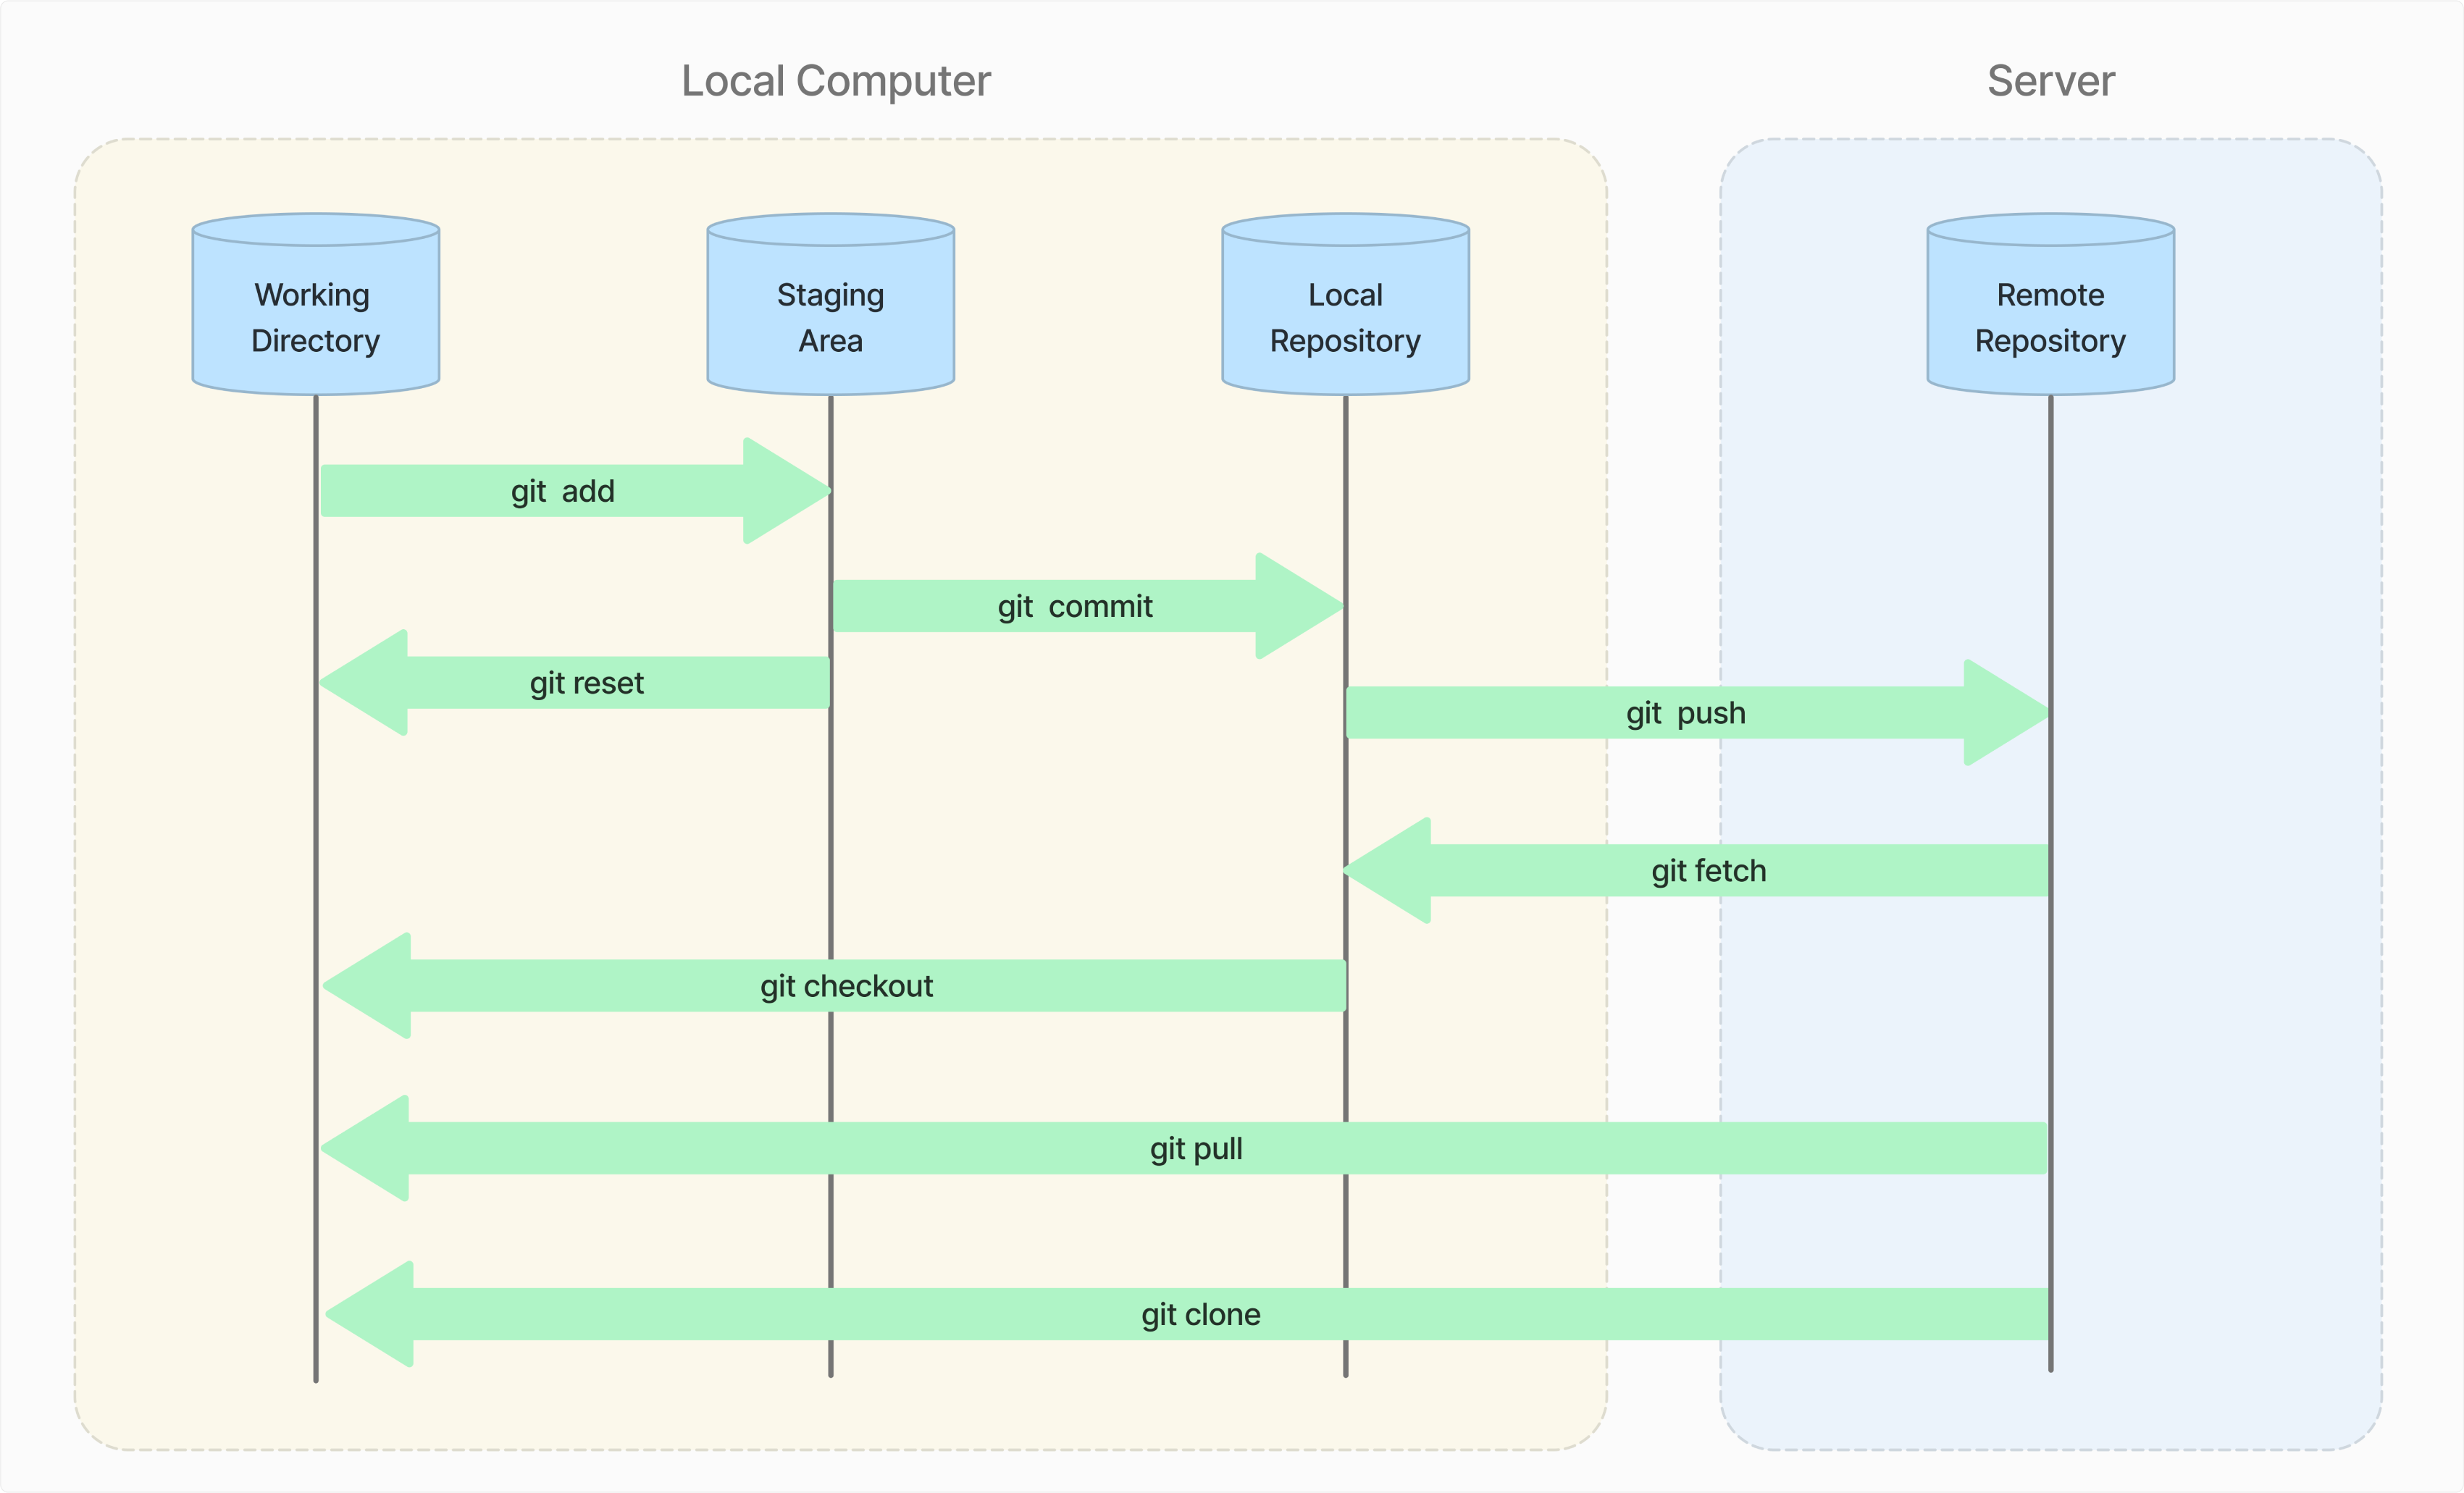 Local Computer
Server
Working
Directory
Staging
Area
Local
Repository
Remote
Repository
git  add
git  commit
git reset
git  push
git fetch
git checkout
git pull
git clone